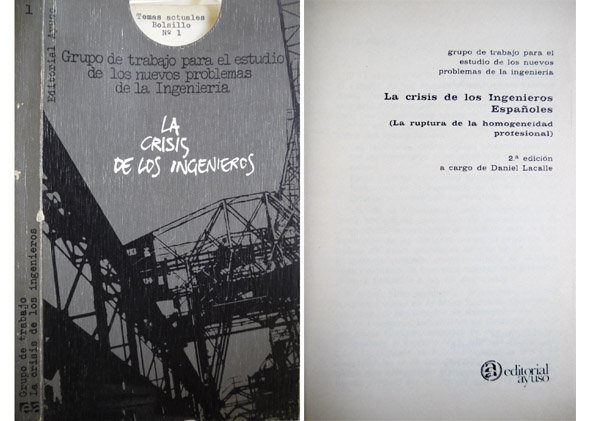 1
Editorial Ayuso
Grupo de trabajo
La crisis de los ingenieros
Temas actuales
Bolsillo
Nº 1
Grupo de trabajo para el estudio
de los nuevos problemas
de la Ingeniería
LA
CRISIS
DE LOS INGENIEROS
grupo de trabajo para el
estudio de los nuevos
problemas de la ingeniería
La crisis de los Ingenieros
Españoles
(La ruptura de la homogeneidad
profesional)
2.ª edición
a cargo de Daniel Lacalle
editorial
ayuso